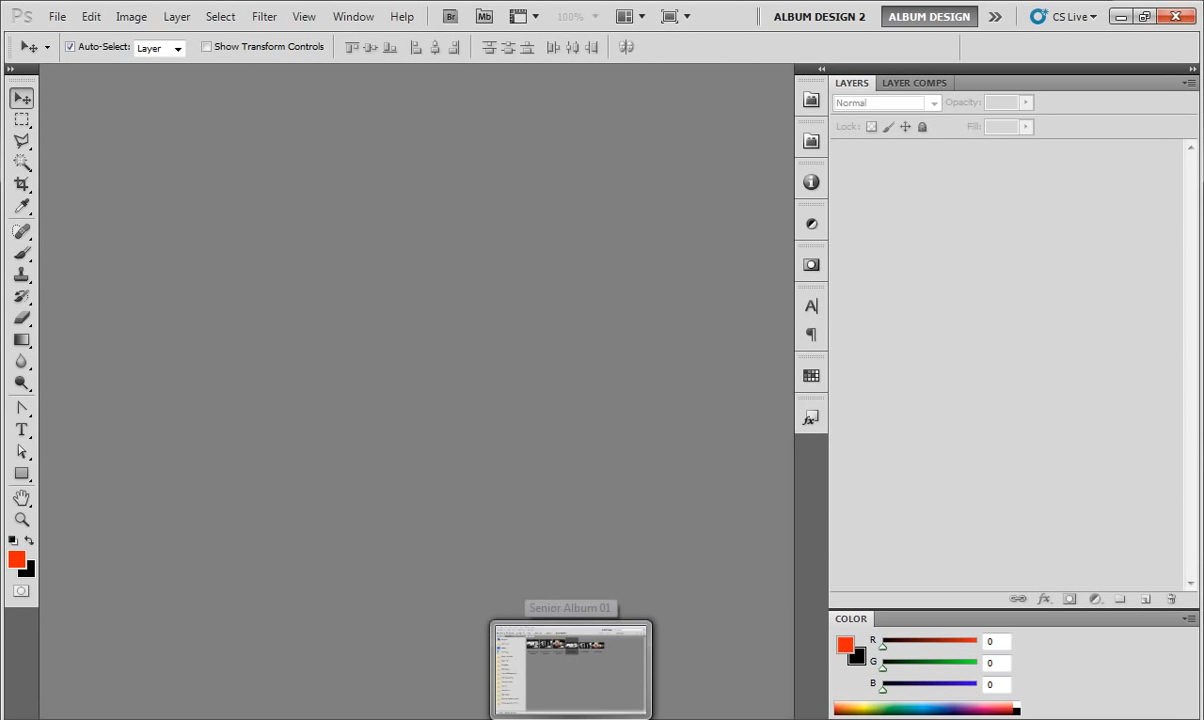 Ps File Edit Image Layer Select Filter Analysis View Window Help Br Mb 100% ALBUM DESIGN 2 ALBUM DESIGN CS Live
Auto-Select: Layer Show Transform Controls
LAYERS LAYER COMPS
Normal Opacity:
Lock: Fill:
Senior Album 01
COLOR
R 0
G 0
B 0